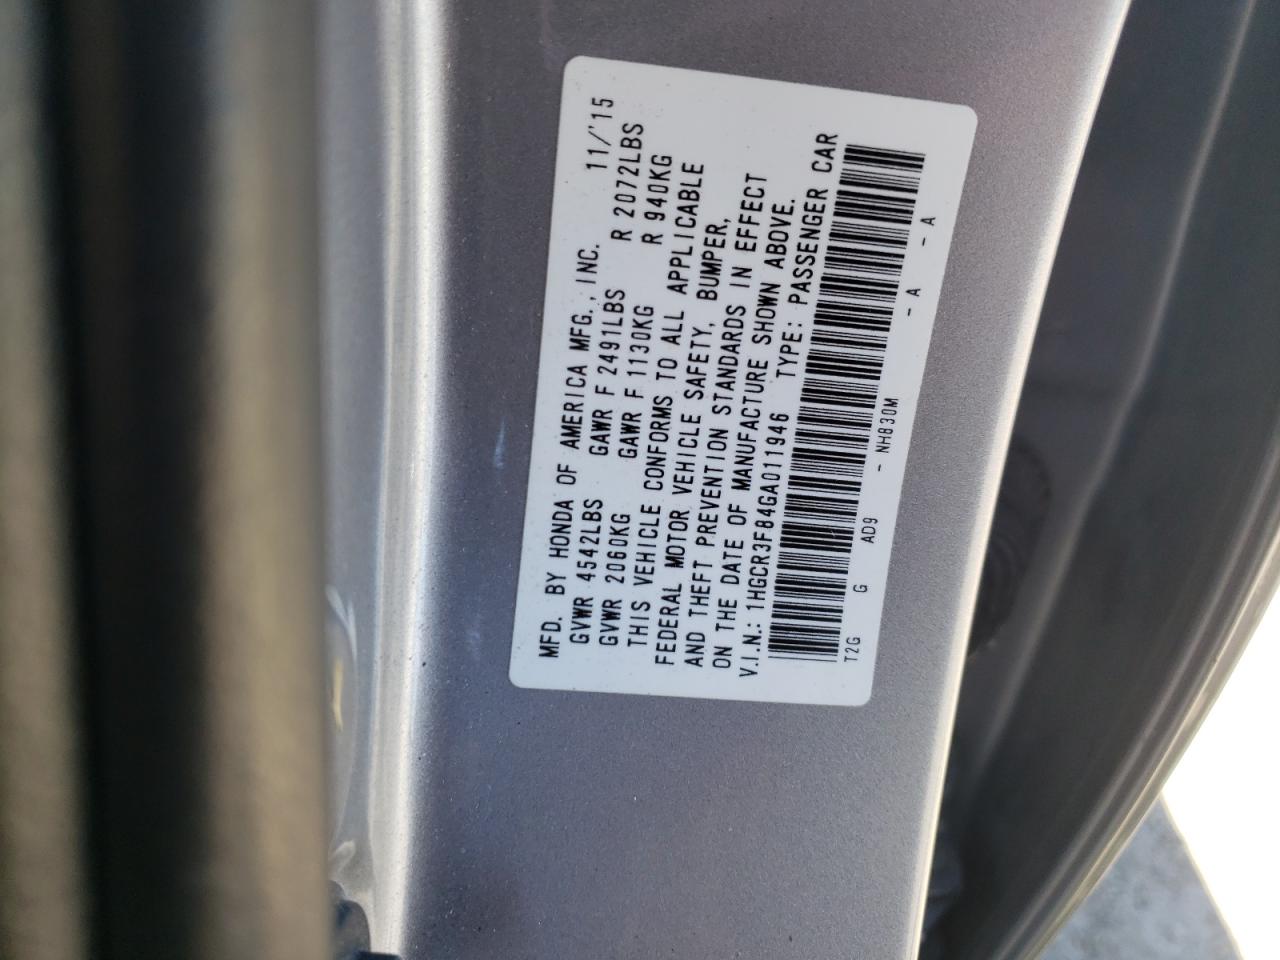 MFD. BY HONDA OF AMERICA MFG., INC. 11/'15
GVWR 4542LBS GAWR F 2491LBS R 2072LBS
GVWR 2060KG GAWR F 1130KG R 940KG
THIS VEHICLE CONFORMS TO ALL APPLICABLE
FEDERAL MOTOR VEHICLE SAFETY, BUMPER,
AND THEFT PREVENTION STANDARDS IN EFFECT
ON THE DATE OF MANUFACTURE SHOWN ABOVE.
V.I.N.: 1HGCR3F84GA011946 TYPE: PASSENGER CAR
T2G G AD9 - NH830M - A - A